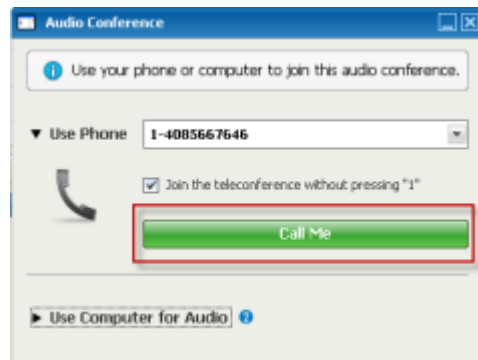 Audio Conference
Use your phone or computer to join this audio conference.
Use Phone
1-4085667646
Join the teleconference without pressing "1"
Call Me
Use Computer for Audio